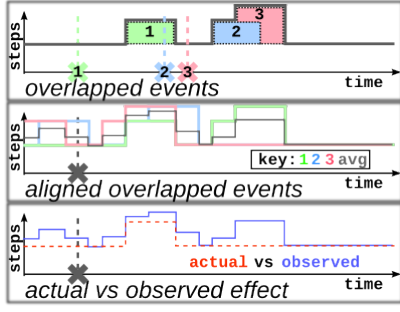 steps
1
2
3
1
2
3
time
overlapped events
steps
key: 1 2 3 avg
time
aligned overlapped events
steps
actual vs observed
time
actual vs observed effect